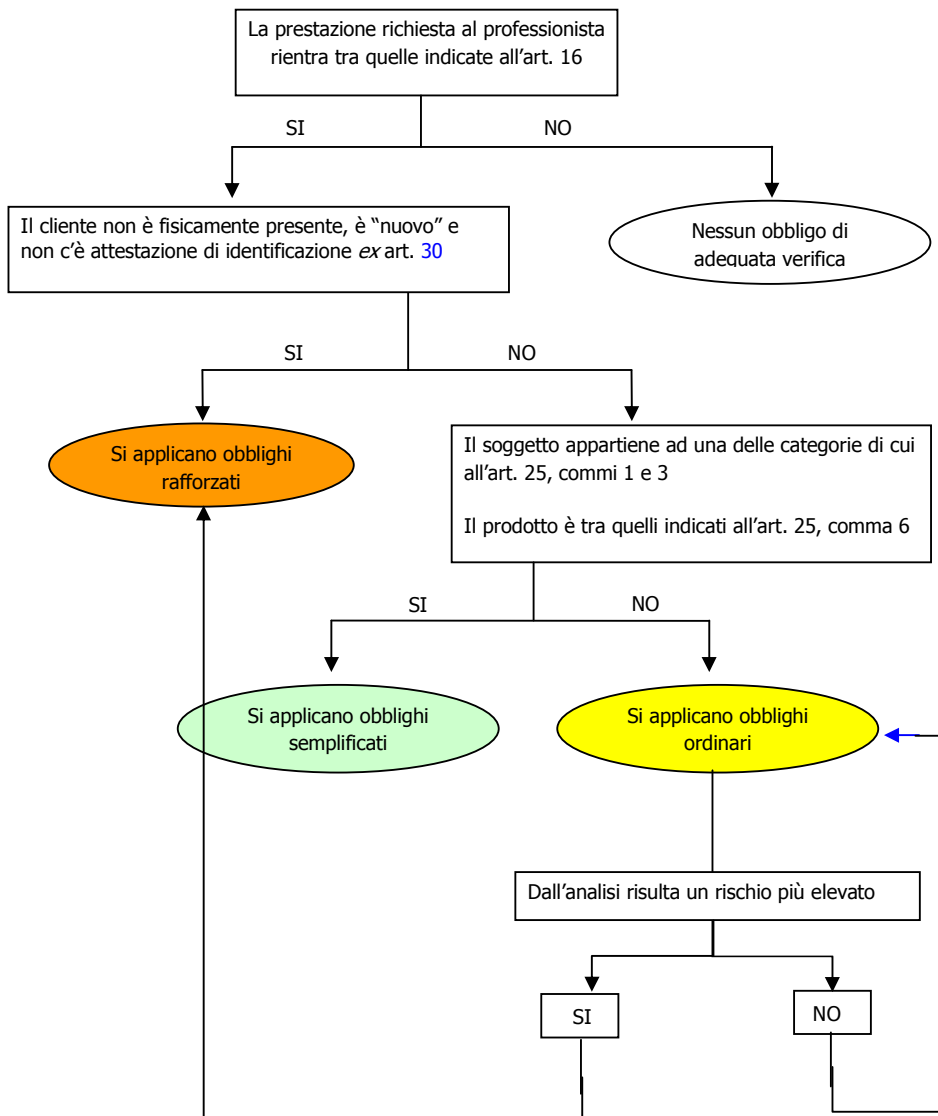 La prestazione richiesta al professionista
rientra tra quelle indicate all'art. 16
SI
NO
Il cliente non è fisicamente presente, è “nuovo” e
non c'è attestazione di identificazione ex art. 30
Nessun obbligo di
adeguata verifica
SI
NO
Si applicano obblighi
rafforzati
Il soggetto appartiene ad una delle categorie di cui
all'art. 25, commi 1 e 3
Il prodotto è tra quelli indicati all'art. 25, comma 6
SI
NO
Si applicano obblighi
semplificati
Si applicano obblighi
ordinari
Dall'analisi risulta un rischio più elevato
SI
NO